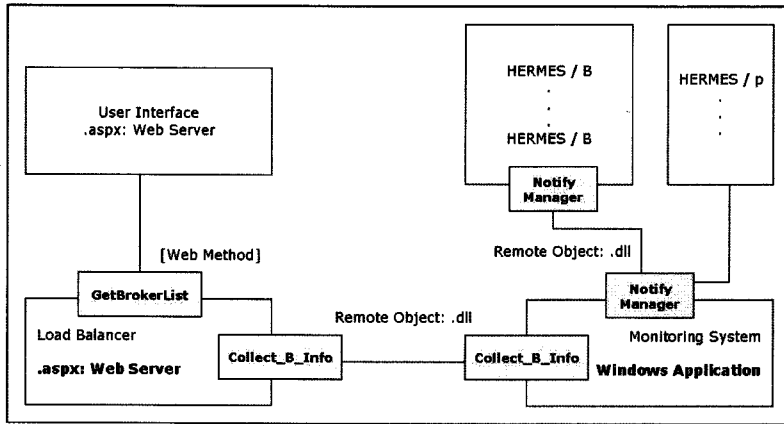 User Interface
.aspx: Web Server
HERMES / B
.
.
.
HERMES / B
HERMES / p
.
.
.
Notify
Manager
[Web Method]
Remote Object: .dll
GetBrokerList
Notify
Manager
Load Balancer
.aspx: Web Server
Collect_B_Info
Remote Object: .dll
Collect_B_Info
Monitoring System
Windows Application